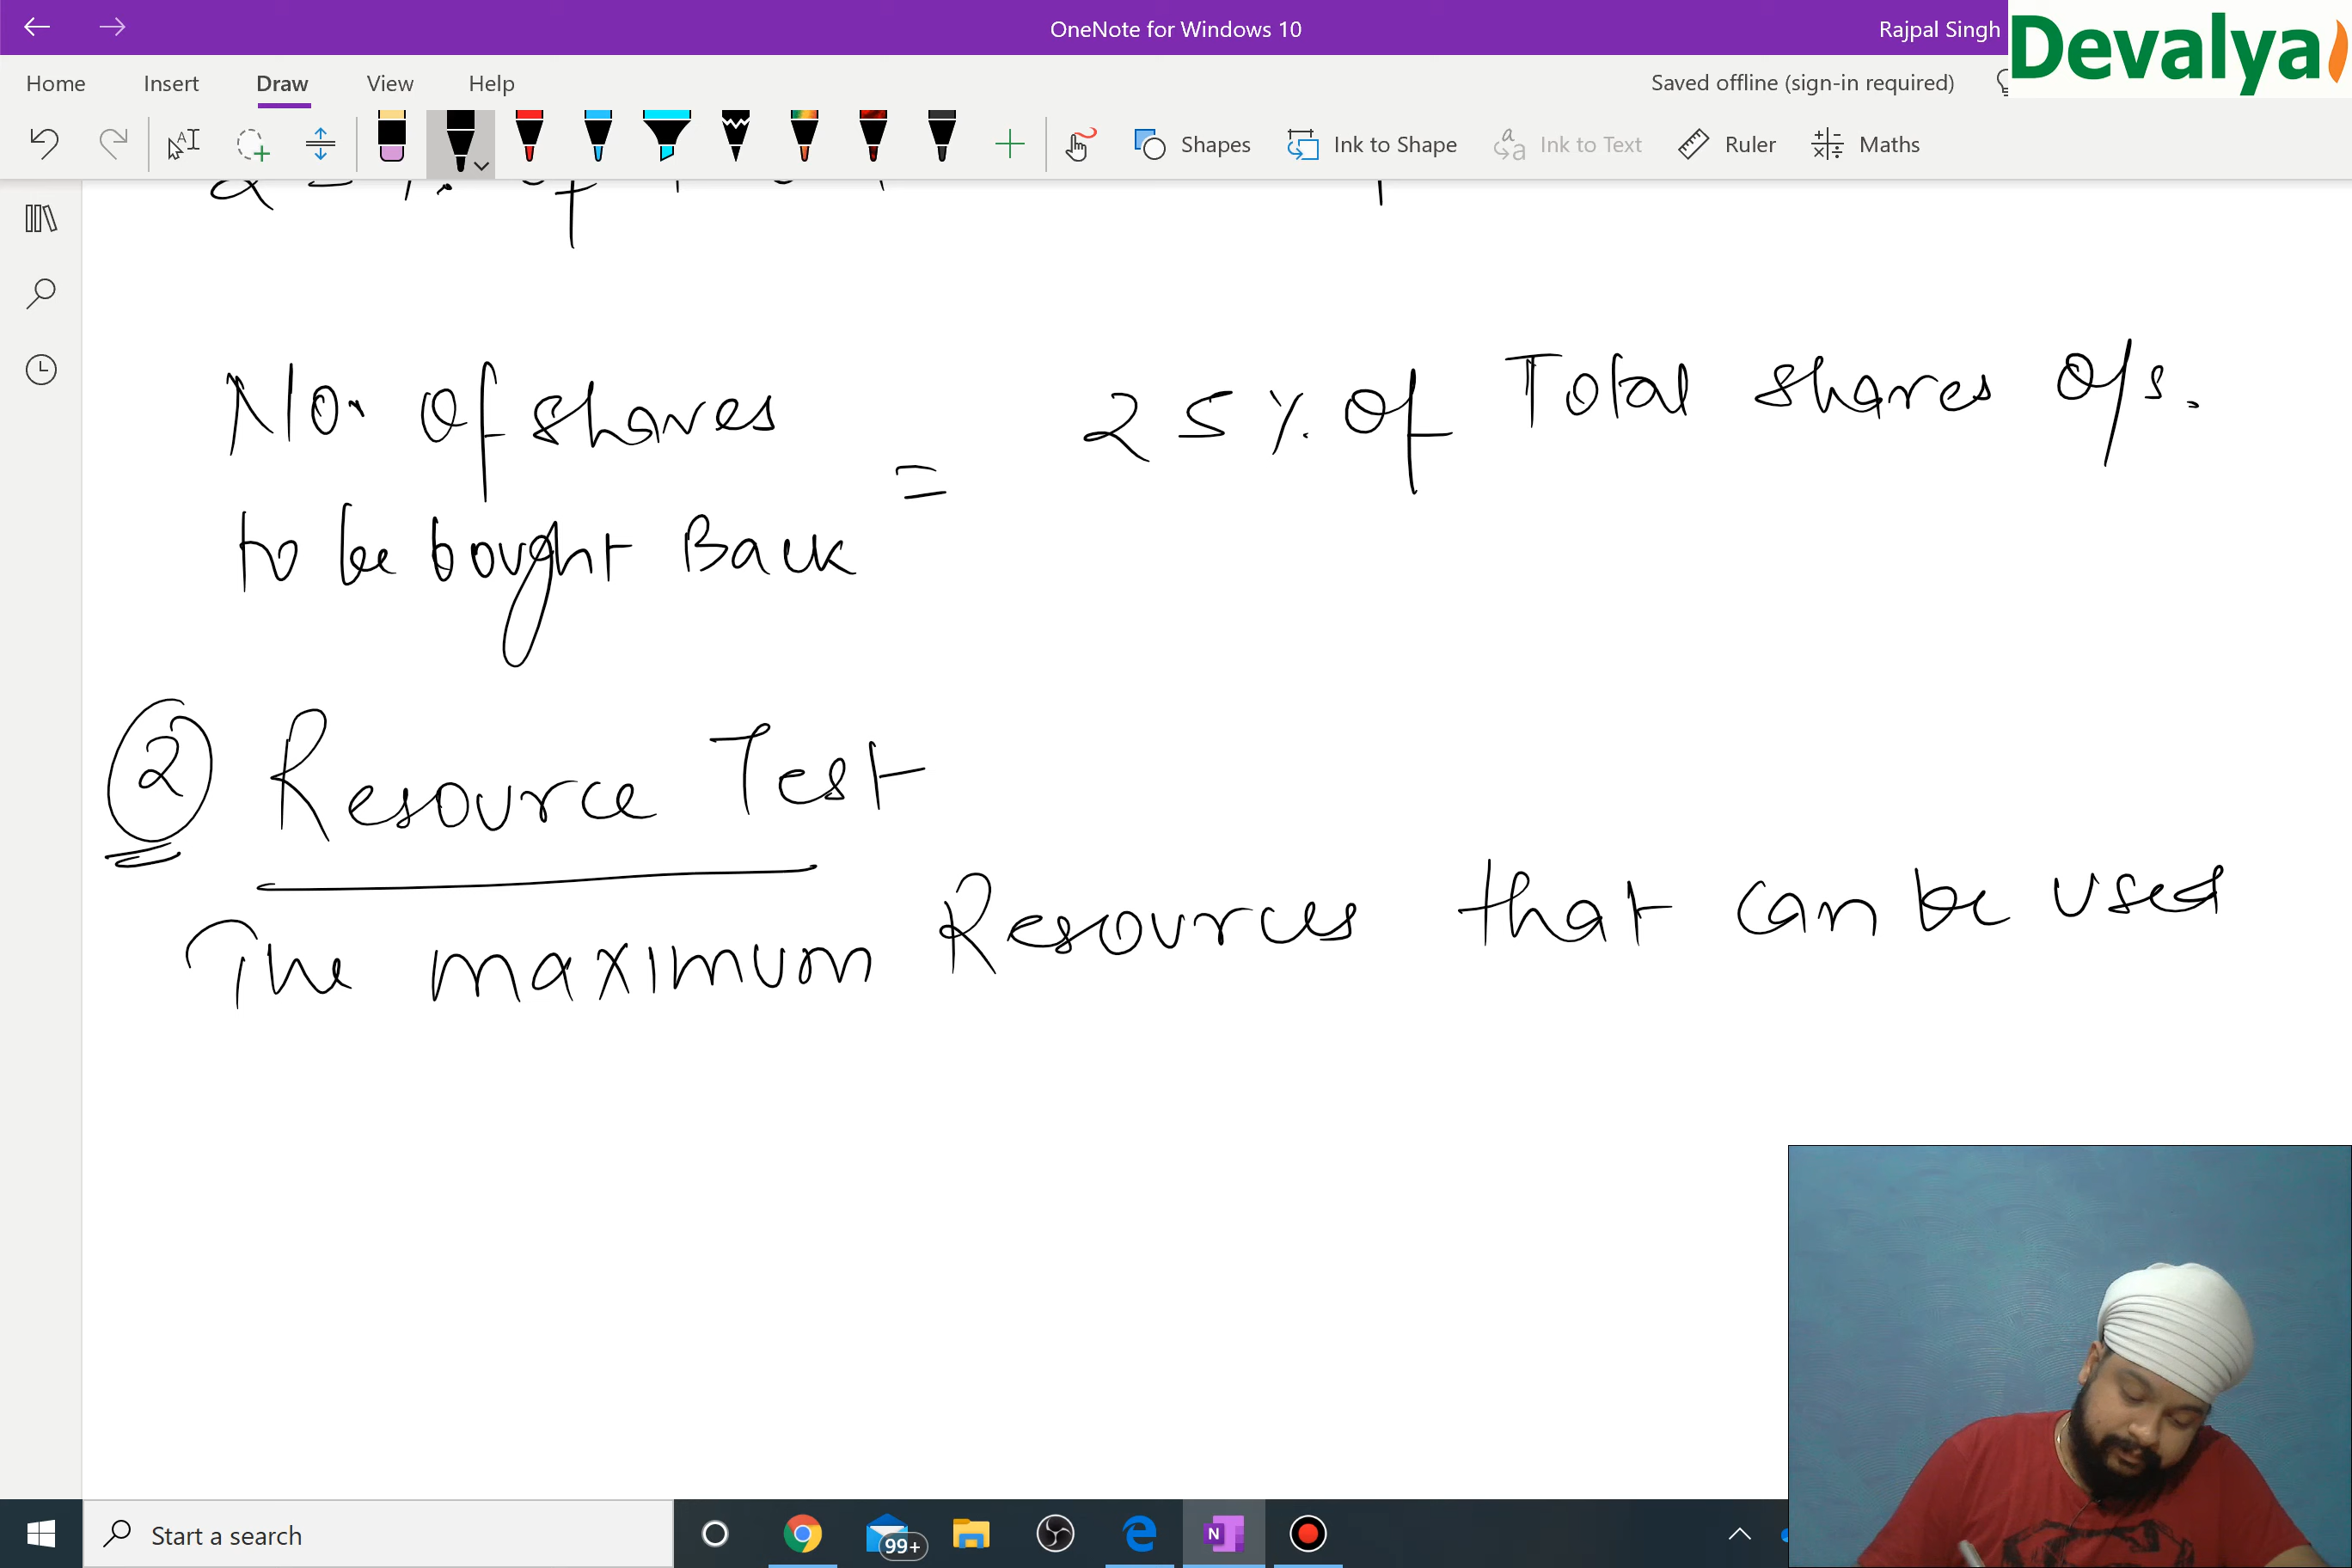 OneNote for Windows 10
Rajpal Singh
Devalya
Home Insert Draw View Help
Saved offline (sign-in required)
Shapes Ink to Shape Ink to Text Ruler Maths
No. of shares = 25% of Total shares o/s.
to be bought Back
② Resource Test
The maximum Resources that can be used
Start a search
99+
N